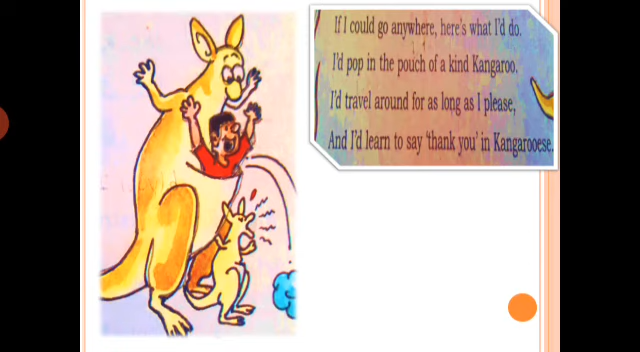 If I could go anywhere, here's what I'd do.
I'd pop in the pouch of a kind Kangaroo.
I'd travel around for as long as I please,
And I'd learn to say 'thank you' in Kangarooese.